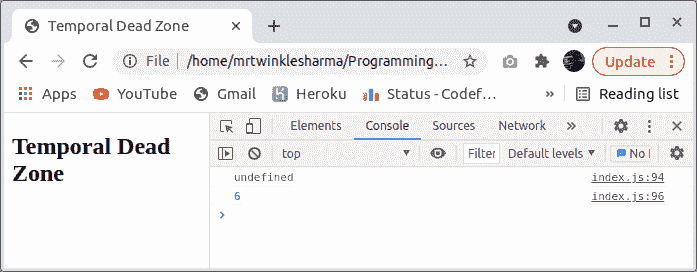 Temporal Dead Zone
File
/home/mrtwinklesharma/Programming...
Update
Apps
YouTube
Gmail
Heroku
Status - Codef...
»
Reading list
Temporal Dead
Zone
Elements
Console
Sources
Network
»
top
Filter
Default levels
No I
undefined
index.js:94
6
index.js:96